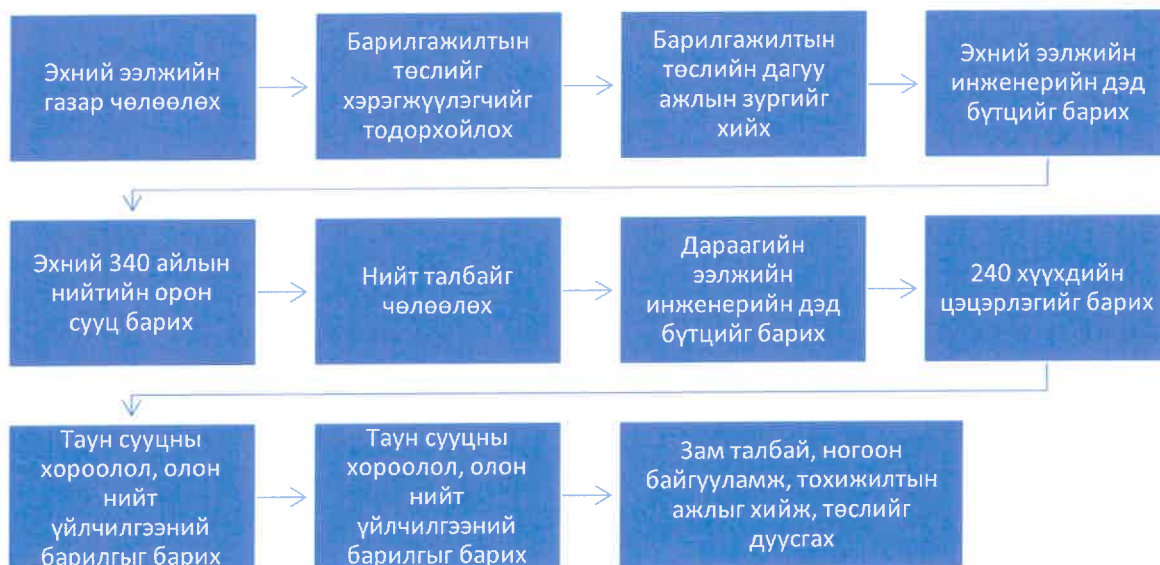 Эхний ээлжийн
газар чөлөөлөх
Барилгажилтын
төслийг
хэрэгжүүлэгчийг
тодорхойлох
Барилгажилтын
төслийн дагуу
ажлын зургийг
хийх
Эхний ээлжийн
инженерийн дэд
бүтцийг барих
Эхний 340 айлын
нийтийн орон
сууц барих
Нийт талбайг
чөлөөлөх
Дараагийн
ээлжийн
инженерийн дэд
бүтцийг барих
240 хүүхдийн
цэцэрлэгийг барих
Таун сууцны
хороолол, олон
нийт
үйлчилгээний
барилгыг барих
Таун сууцны
хороолол, олон
нийт
үйлчилгээний
барилгыг барих
Зам талбай, ногоон
байгууламж, тохижилтын
ажлыг хийж, төслийг
дуусгах